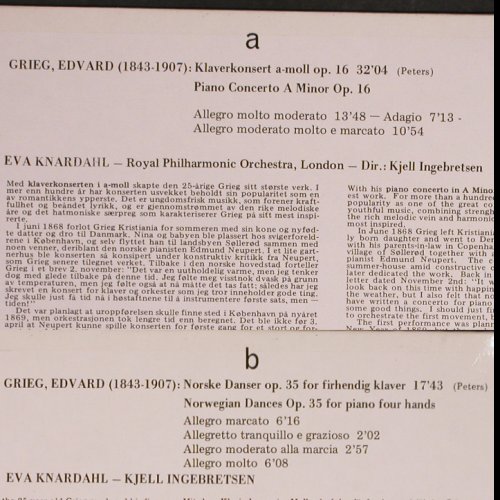 a
GRIEG, EDVARD (1843-1907): Klaverkonsert a-moll op. 16 32'04 (Peters)
Piano Concerto A Minor Op. 16
Allegro molto moderato 13'48 — Adagio 7'13 -
Allegro moderato molto e marcato 10'54
EVA KNARDAHL — Royal Philharmonic Orchestra, London — Dir.: Kjell Ingebretsen
Med klaverkonserten i a-moll skapte den 25-årige Grieg sitt største verk. I
mer enn hundre år har konserten usvekket beholdt sin popularitet som en
av romantikkens ypperste. Det er ungdomsfrisk musikk, som forener kraft-
fullhet og beåndet lyrikk, og er gjennomstrømmet av den rike melodiske
åre og det harmoniske særpreg som karakteriserer Grieg på sitt mest inspi-
rerte.
I juni 1868 forlot Grieg Kristiania for sommeren med sin kone og nyfød-
te datter og dro til Danmark. Nina og babyen ble plassert hos svigerforeld-
rene i København, og selv flyttet han til landsbyen Søllerød sammen med
noen venner, deriblant den norske pianisten Edmund Neupert. I et lite gart-
nerhus ble konserten så konsipert under konstruktiv kritikk fra Neupert,
som Grieg senere tilegnet verket. Tilbake i den norske hovedstad forteller
Grieg i et brev 2. november: "Det var en utholdelig varme, men jeg tenker
dog med glede tilbake på denne tid. Jeg følte meg visstnok dvask på grunn
av temperaturen, men jeg følte også at nå måtte det tas fatt; således har jeg
skrevet en konsert for klaver og orkester som jeg tror inneholder gode ting.
Jeg skulle just få tid nå i høstaftnene til å instrumentere første sats, men —
tiden!"
Det var planlagt at uroppførelsen skulle finne sted i København på nyåret
1869, men orkestrasjonen tok lengre tid enn beregnet. Det ble ikke før 3.
april at Neupert kunne spille konserten for første gang for et stort og for-
With his piano concerto in A Mino
est work. For more than a hundred
popularity as one of the great co
youthful music, combining strength
the rich melodic vein and harmonic
most inspired.
In June 1868 Grieg left Kristiania
ly born daughter and went to Den
with his parents-in-law in Copenha
village of Søllerød together with a
pianist Edmund Neupert. The c
summer-house amid constructive c
later dedicated the work. Back in
letter dated November 2nd: "It w
look back on this time with happin
the weather, but I also felt that no
have written a concerto for piano
some good things. I should just fi
to orchestrate the first movement, b
The first performance was plann
New Year of 1869, but the
b
GRIEG, EDVARD (1843-1907): Norske Danser op. 35 for firhendig klaver 17'43 (Peters)
Norwegian Dances Op. 35 for piano four hands
Allegro marcato 6'16
Allegretto tranquillo e grazioso 2'02
Allegro moderato alla marcia 2'57
Allegro molto 6'08
EVA KNARDAHL — KJELL INGEBRETSEN